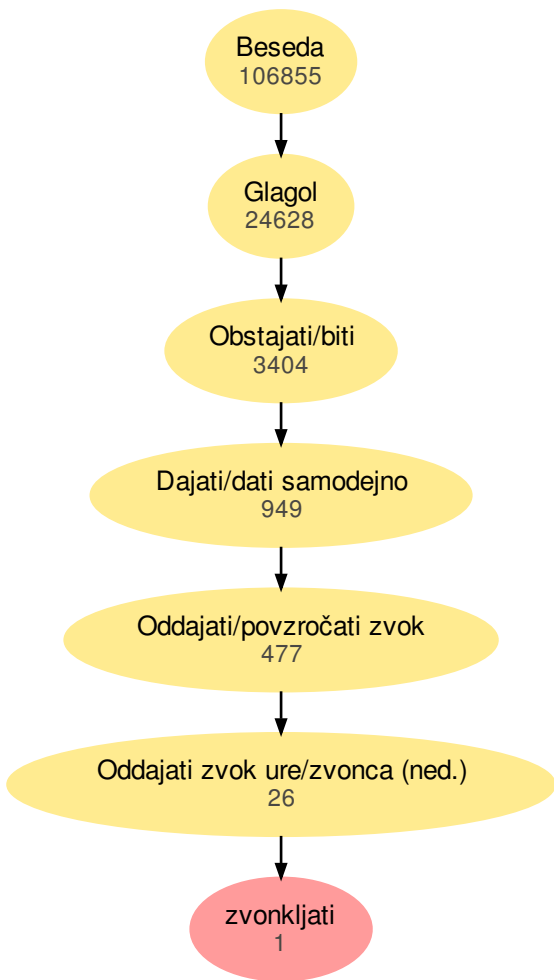 Beseda
106855
Glagol
24628
Obstajati/biti
3404
Dajati/dati samodejno
949
Oddajati/povzročati zvok
477
Oddajati zvok ure/zvonca (ned.)
26
zvonkljati
1